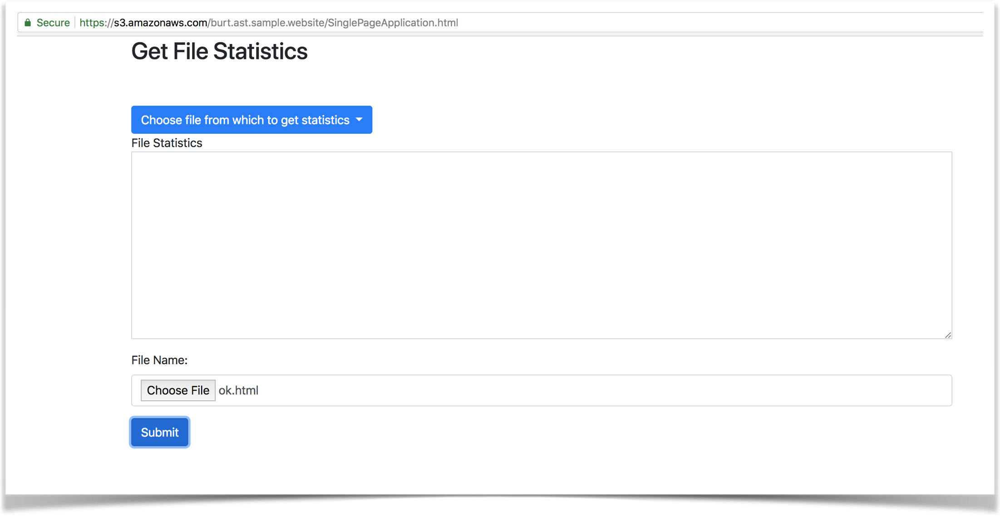 Secure https://s3.amazonaws.com/burt.ast.sample.website/SinglePageApplication.html
Get File Statistics
Choose file from which to get statistics
File Statistics
File Name:
Choose File ok.html
Submit